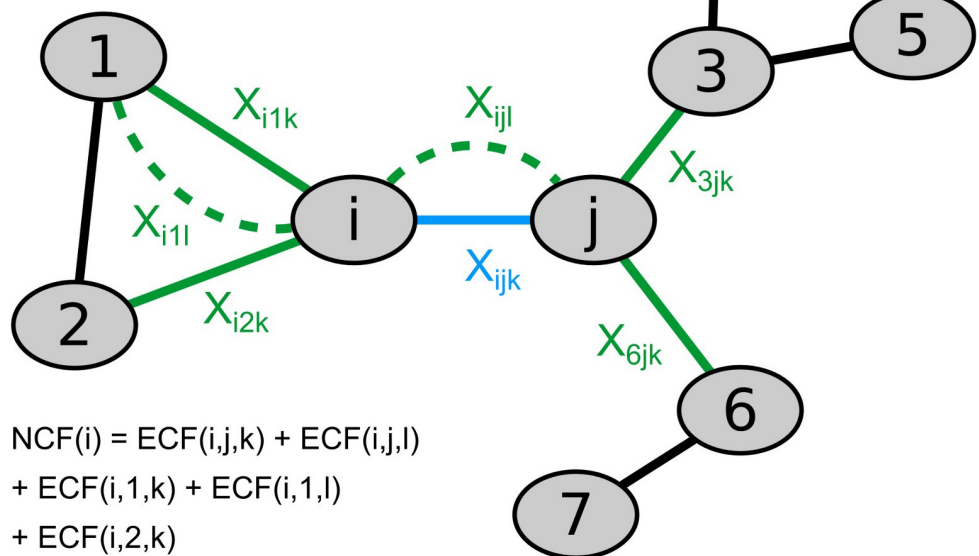 1
5
3
X_i1k
X_ijl
X_3jk
X_i1l
i
j
X_ijk
2
X_i2k
X_6jk
6
NCF(i) = ECF(i,j,k) + ECF(i,j,l)
+ ECF(i,1,k) + ECF(i,1,l)
+ ECF(i,2,k)
7